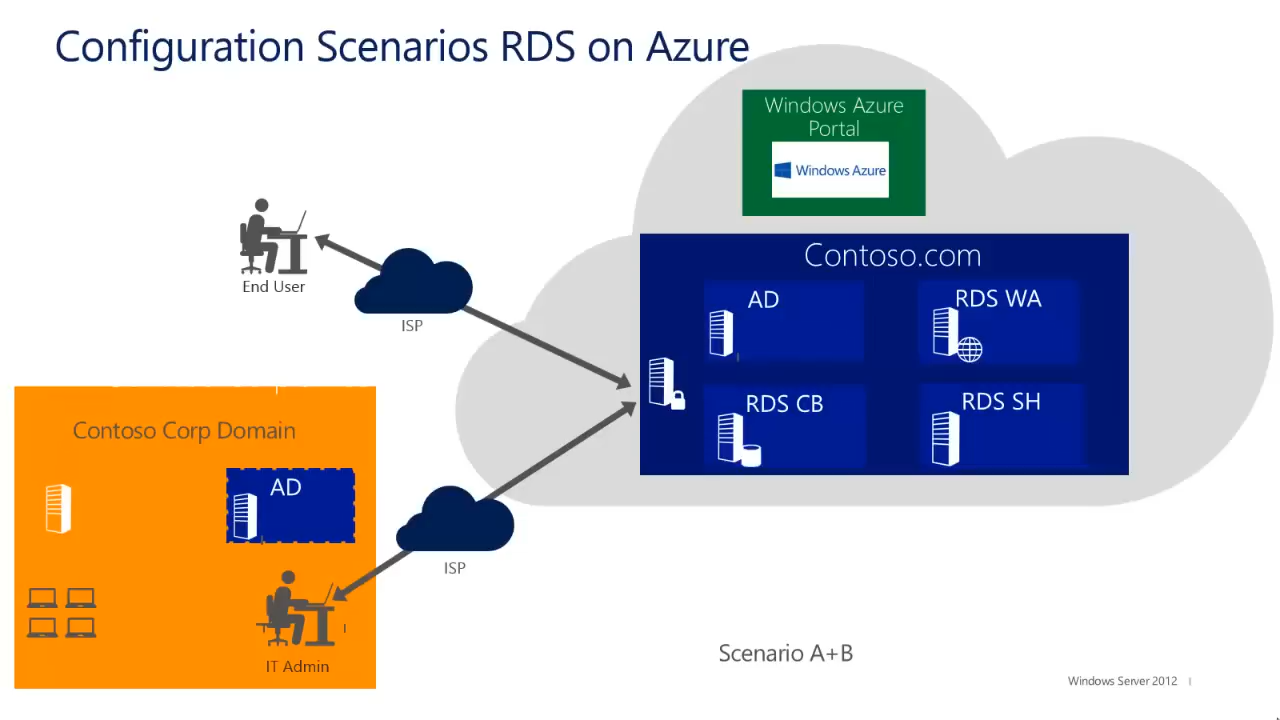 Configuration Scenarios RDS on Azure
Windows Azure
Portal
Windows Azure
Contoso.com
AD
RDS WA
RDS CB
RDS SH
End User
ISP
Contoso Corp Domain
AD
IT Admin
ISP
Scenario A+B
Windows Server 2012